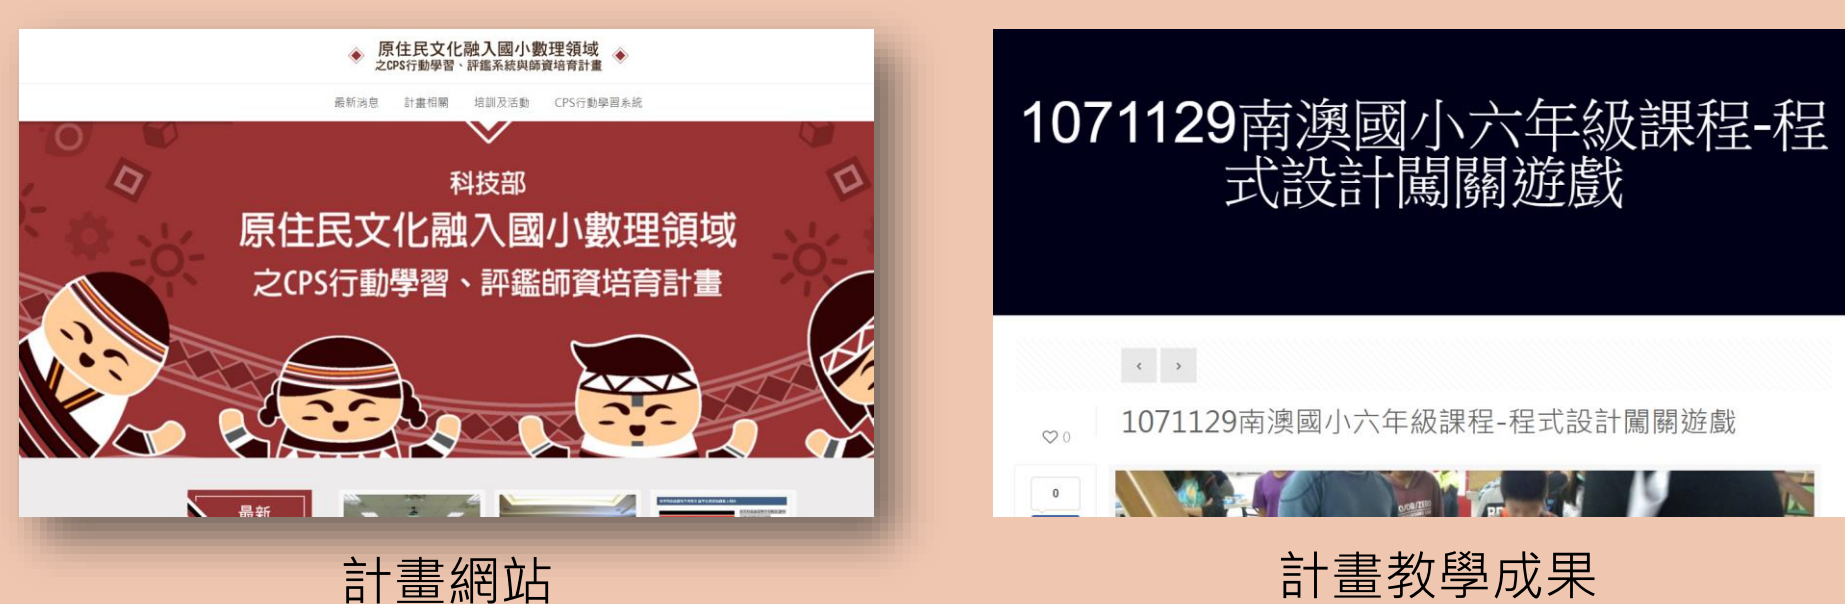 原住民文化融入國小數理領域
之CPS行動學習、評鑑系統與師資培育計畫
最新消息 計畫相關 培訓及活動 CPS行動學習系統
科技部
原住民文化融入國小數理領域
之CPS行動學習、評鑑師資培育計畫
最新
計畫網站
1071129南澳國小六年級課程-程
式設計闖關遊戲
1071129南澳國小六年級課程-程式設計闖關遊戲
0
0
計畫教學成果